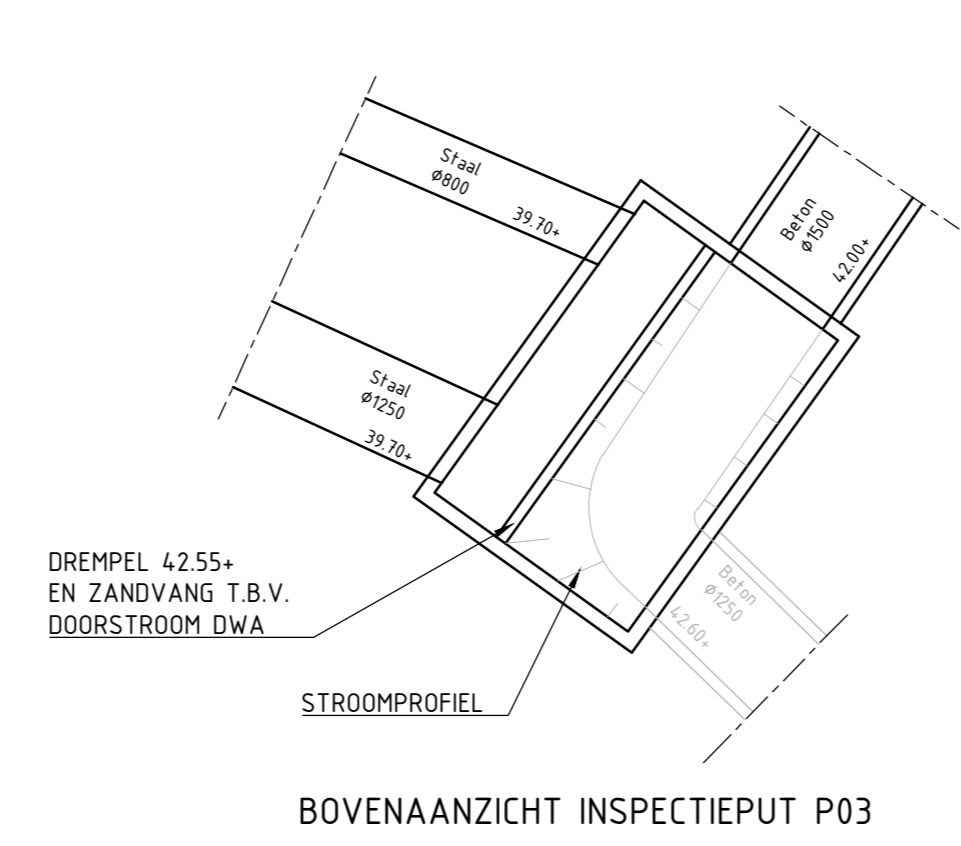 Staal
ø800
39.70+
Beton
ø1500
42.00+
Staal
ø1250
39.70+
DREMPEL 42.55+
EN ZANDVANG T.B.V.
DOORSTROOM DWA
Beton
ø1250
42.60+
STROOMPROFIEL
BOVENAANZICHT INSPECTIEPUT P03